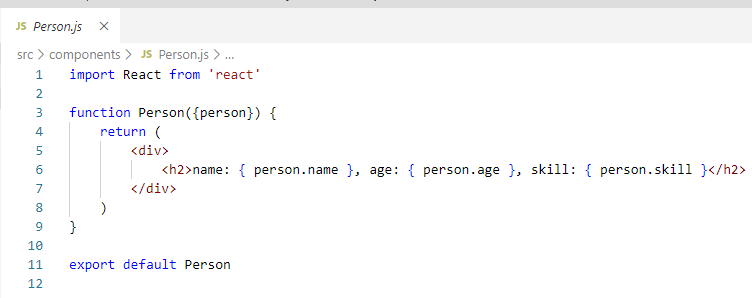 JS Person.js ×
src > components > JS Person.js > ...
1 import React from 'react'
2
3 function Person({person}) {
4     return (
5         <div>
6             <h2>name: { person.name }, age: { person.age }, skill: { person.skill }</h2>
7         </div>
8     )
9 }
10
11 export default Person
12